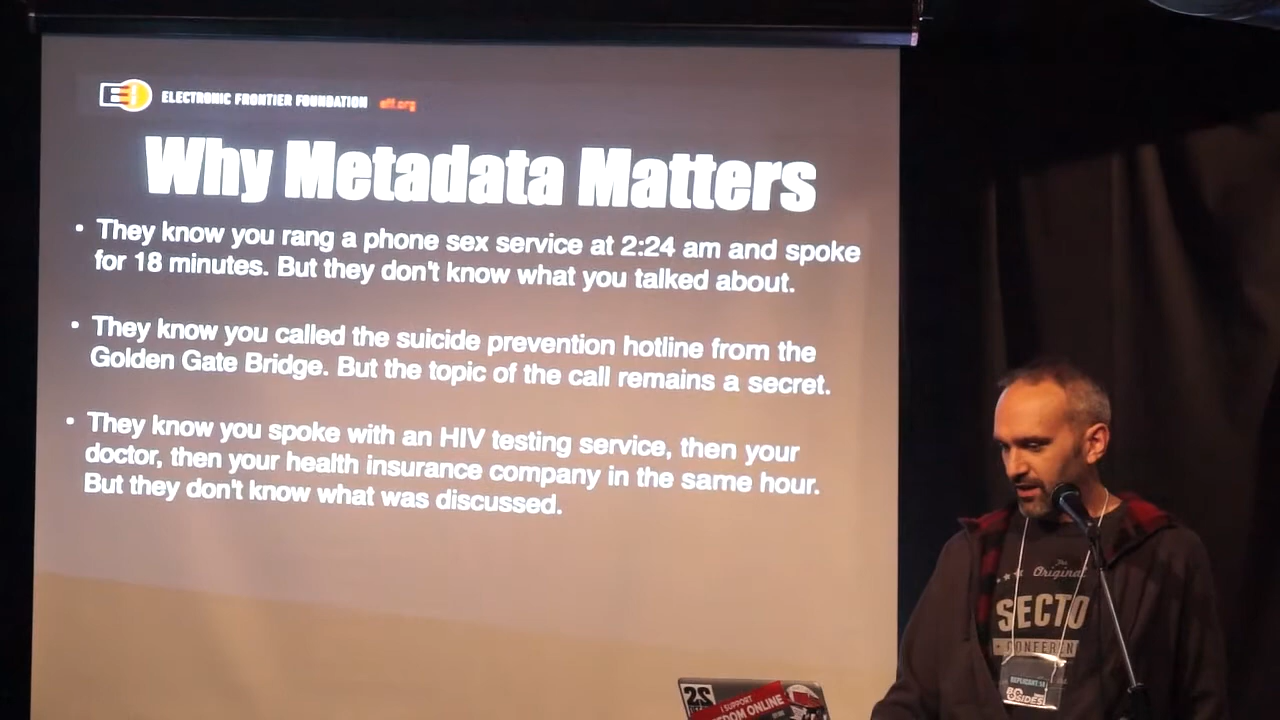 ELECTRONIC FRONTIER FOUNDATION eff.org
Why Metadata Matters
• They know you rang a phone sex service at 2:24 am and spoke
for 18 minutes. But they don't know what you talked about.
• They know you called the suicide prevention hotline from the
Golden Gate Bridge. But the topic of the call remains a secret.
• They know you spoke with an HIV testing service, then your
doctor, then your health insurance company in the same hour.
But they don't know what was discussed.
The
Original
SECTO
CONFEREN
BSIDES
I SUPPORT
EDOM ONLINE